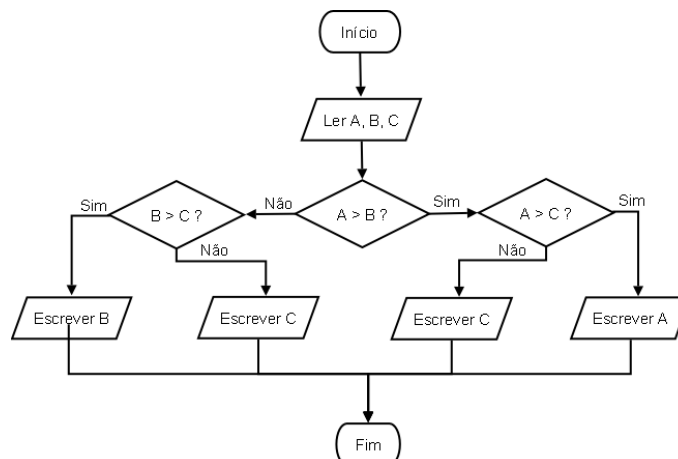 Início
Ler A, B, C
Sim
B > C ?
Não
A > B ?
Sim
A > C ?
Sim
Não
Não
Escrever B
Escrever C
Escrever C
Escrever A
Fim